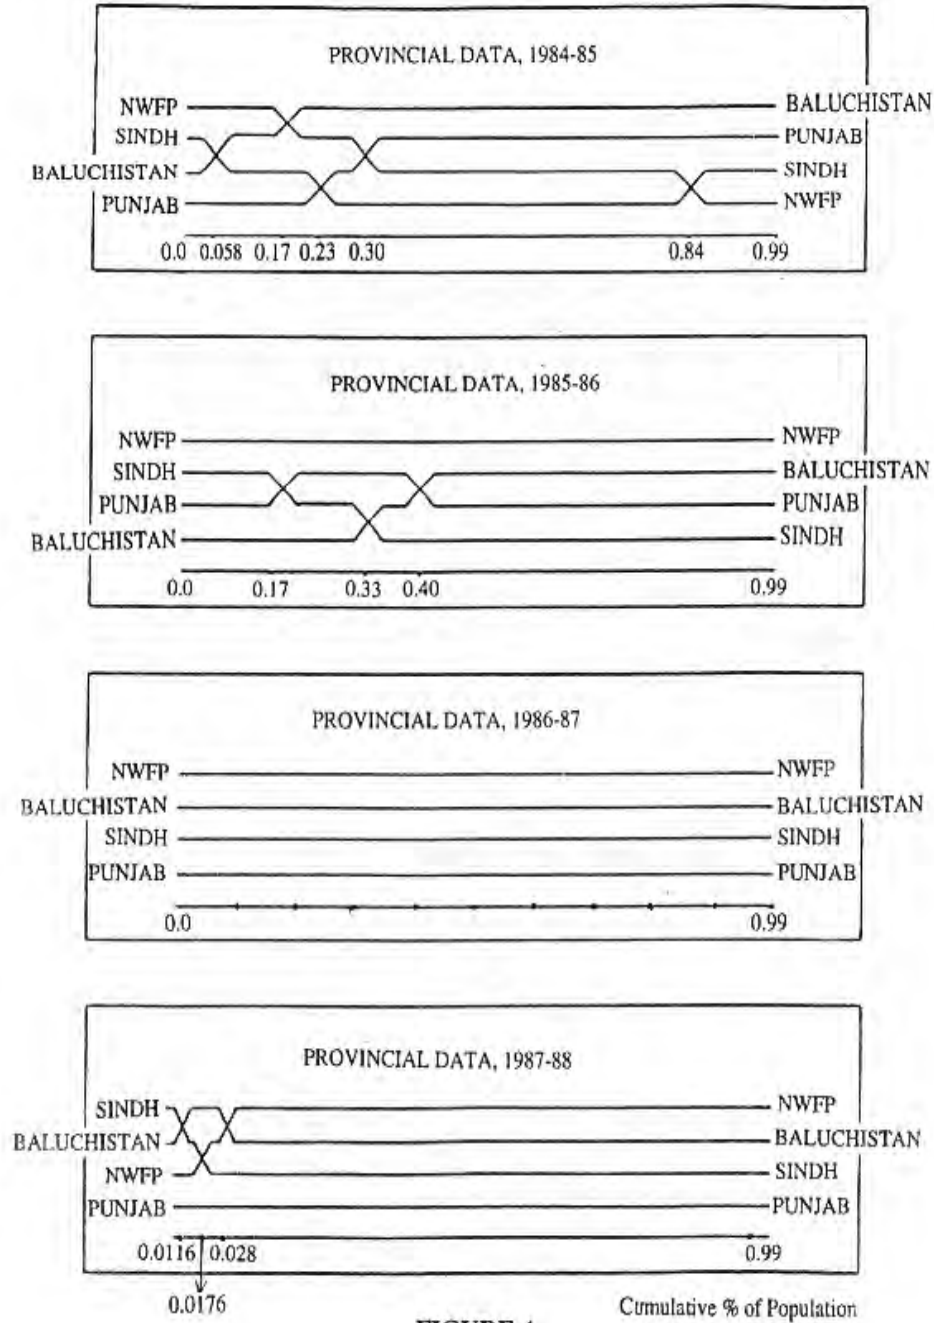 PROVINCIAL DATA, 1984-85
NWFP BALUCHISTAN
SINDH PUNJAB
BALUCHISTAN SINDH
PUNJAB NWFP
0.0 0.058 0.17 0.23 0.30 0.84 0.99
PROVINCIAL DATA, 1985-86
NWFP NWFP
SINDH BALUCHISTAN
PUNJAB PUNJAB
BALUCHISTAN SINDH
0.0 0.17 0.33 0.40 0.99
PROVINCIAL DATA, 1986-87
NWFP NWFP
BALUCHISTAN BALUCHISTAN
SINDH SINDH
PUNJAB PUNJAB
0.0 0.99
PROVINCIAL DATA, 1987-88
SINDH NWFP
BALUCHISTAN BALUCHISTAN
NWFP SINDH
PUNJAB PUNJAB
0.0116 0.028 0.99
0.0176 Cumulative % of Population